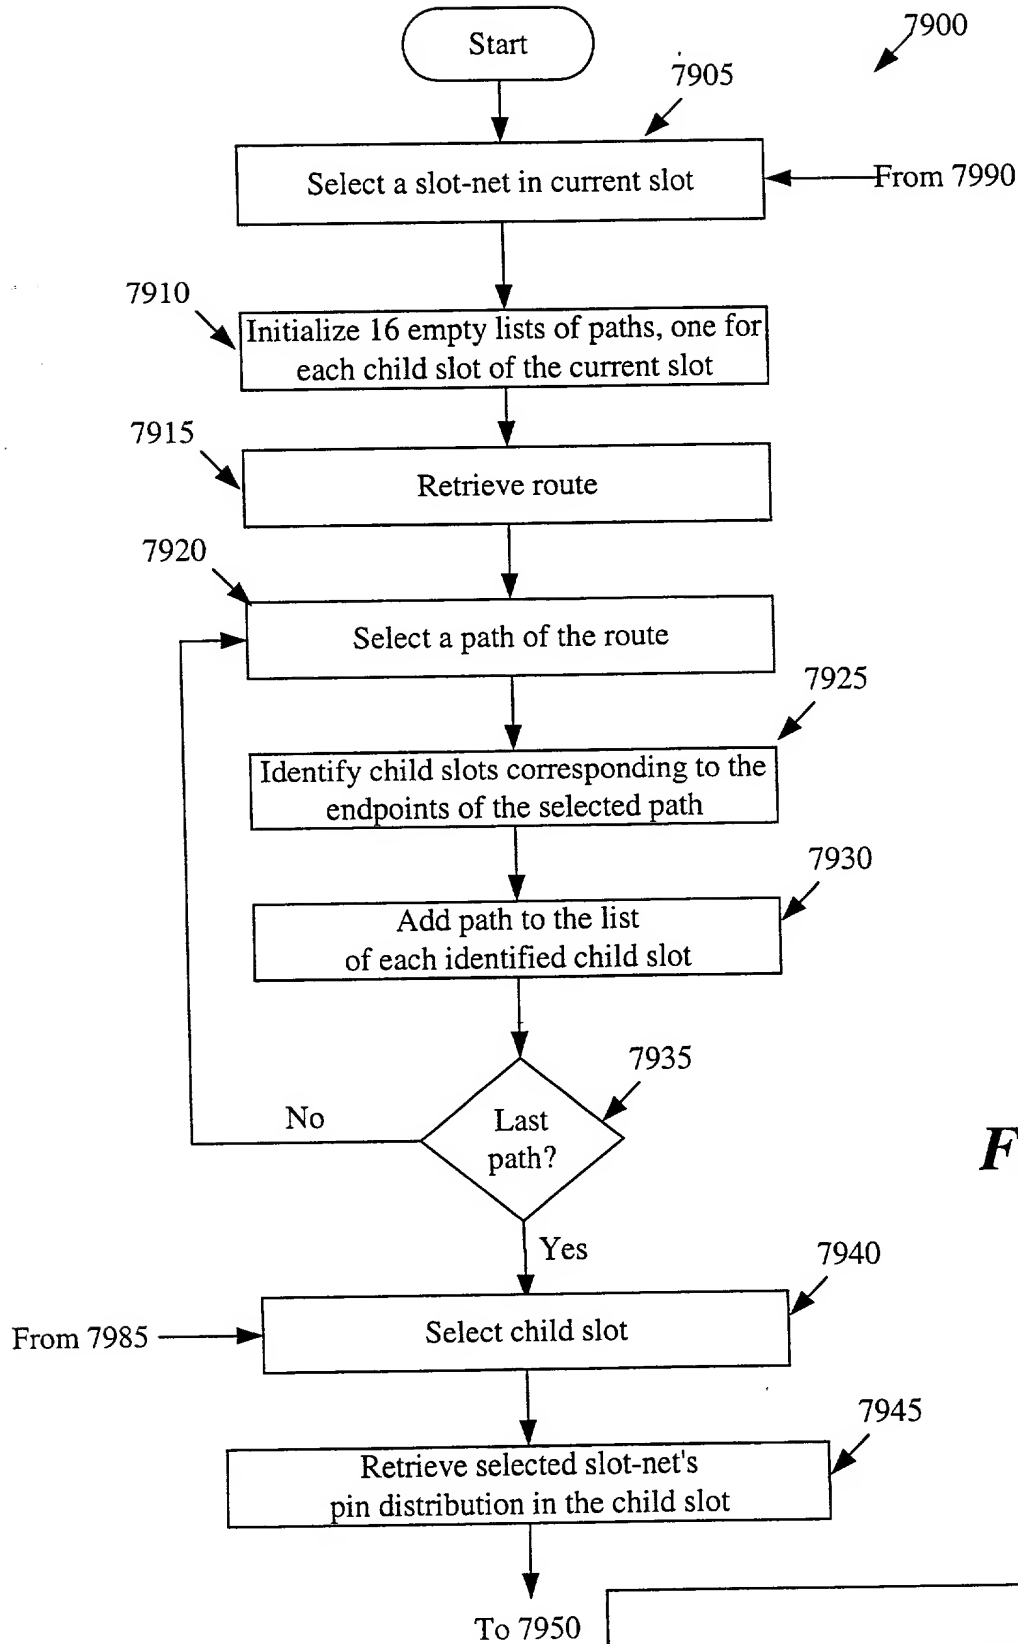 Start
7900
7905
Select a slot-net in current slot
From 7990
7910
Initialize 16 empty lists of paths, one for
each child slot of the current slot
7915
Retrieve route
7920
Select a path of the route
7925
Identify child slots corresponding to the
endpoints of the selected path
7930
Add path to the list
of each identified child slot
7935
Last
path?
No
F
Yes
7940
From 7985
Select child slot
7945
Retrieve selected slot-net's
pin distribution in the child slot
To 7950